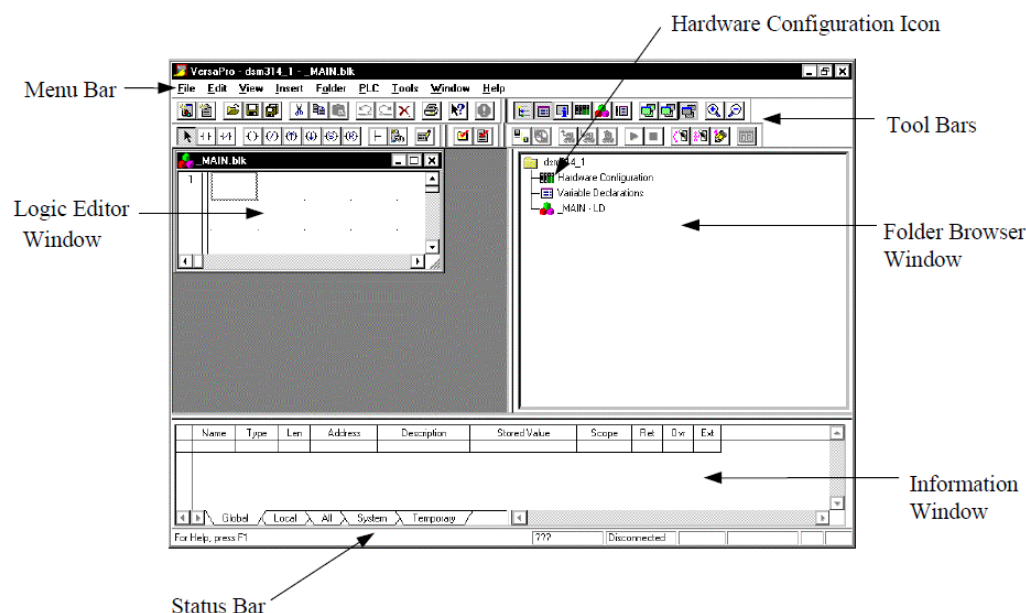 Hardware Configuration Icon
VersaPro - dsm314_1 - _MAIN.blk
Menu Bar
File Edit View Insert Folder PLC Tools Window Help
Tool Bars
_MAIN.blk
1
dsm314_1
Hardware Configuration
Variable Declarations
_MAIN - LD
Logic Editor
Window
Folder Browser
Window
Name Type Len Address Description Stored Value Scope Ret Ovr Ext
Information
Window
Global Local All System Temporary
For Help, press F1 ??? Disconnected
Status Bar